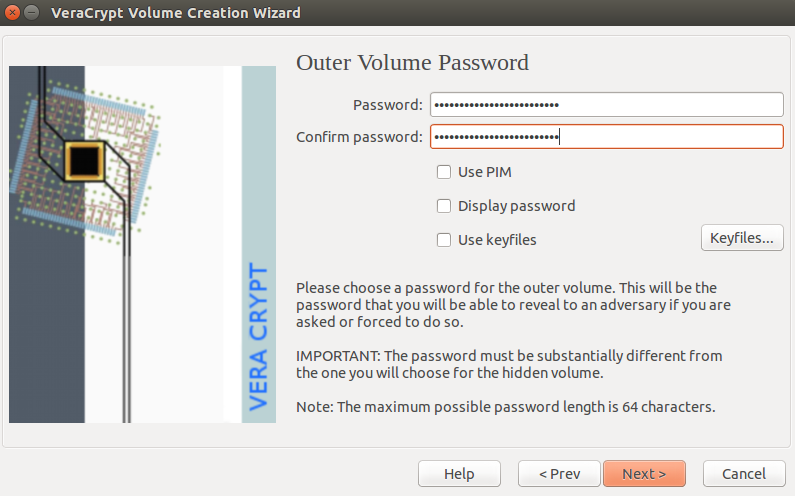 VeraCrypt Volume Creation Wizard
Outer Volume Password
Password: •••••••••••••••••••••••••
Confirm password: •••••••••••••••••••••••••
Use PIM
Display password
Use keyfiles
Keyfiles...
Please choose a password for the outer volume. This will be the
password that you will be able to reveal to an adversary if you are
asked or forced to do so.
IMPORTANT: The password must be substantially different from
the one you will choose for the hidden volume.
Note: The maximum possible password length is 64 characters.
VERA CRYPT
Help
< Prev
Next >
Cancel